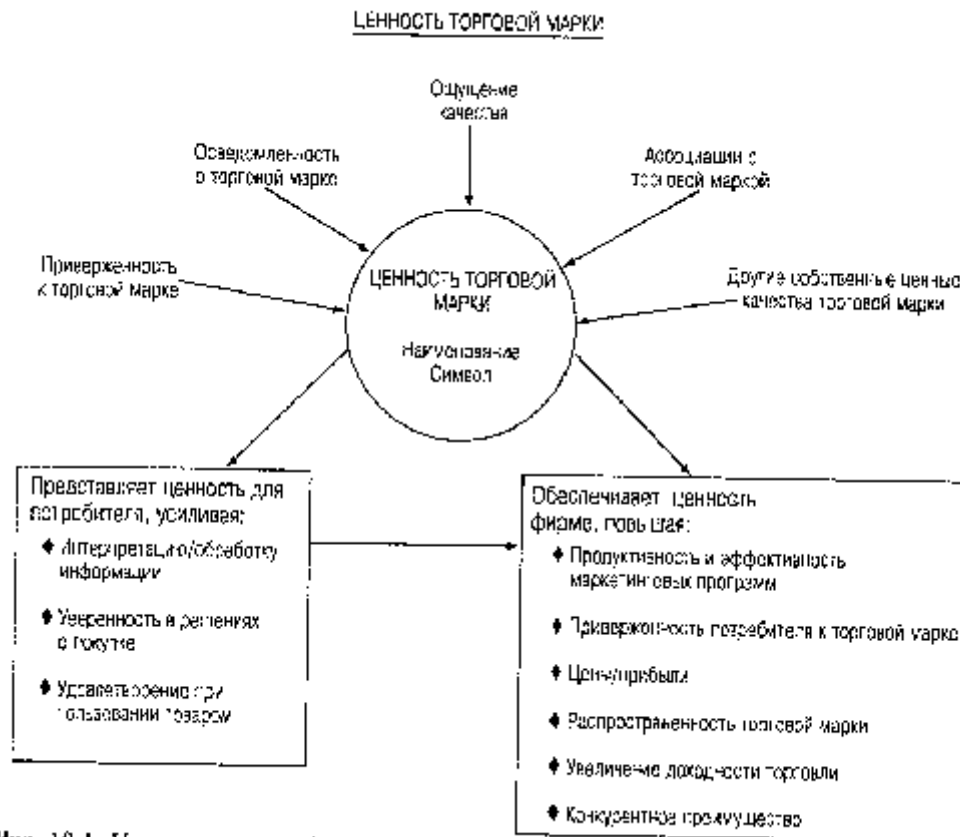 ЦЕННОСТЬ ТОРГОВОЙ МАРКИ
Ощущение
качества
Осведомленность
о торговой марке
Ассоциации с
торговой маркой
Приверженность
к торговой марке
ЦЕННОСТЬ ТОРГОВОЙ
МАРКИ
Другие собственные ценные
качества торговой марки
Наименование
Символ
Представляет ценность для
потребителя, усиливая:
♦ Интерпретацию/обработку
информации
♦ Уверенность в решениях
о покупке
♦ Удовлетворение при
пользовании товаром
Обеспечивает ценность
фирме, повышая:
♦ Продуктивность и эффективность
маркетинговых программ
♦ Приверженность потребителя к торговой марке
♦ Цены/прибыли
♦ Распространенность торговой марки
♦ Увеличение доходности торговли
♦ Конкурентное преимущество